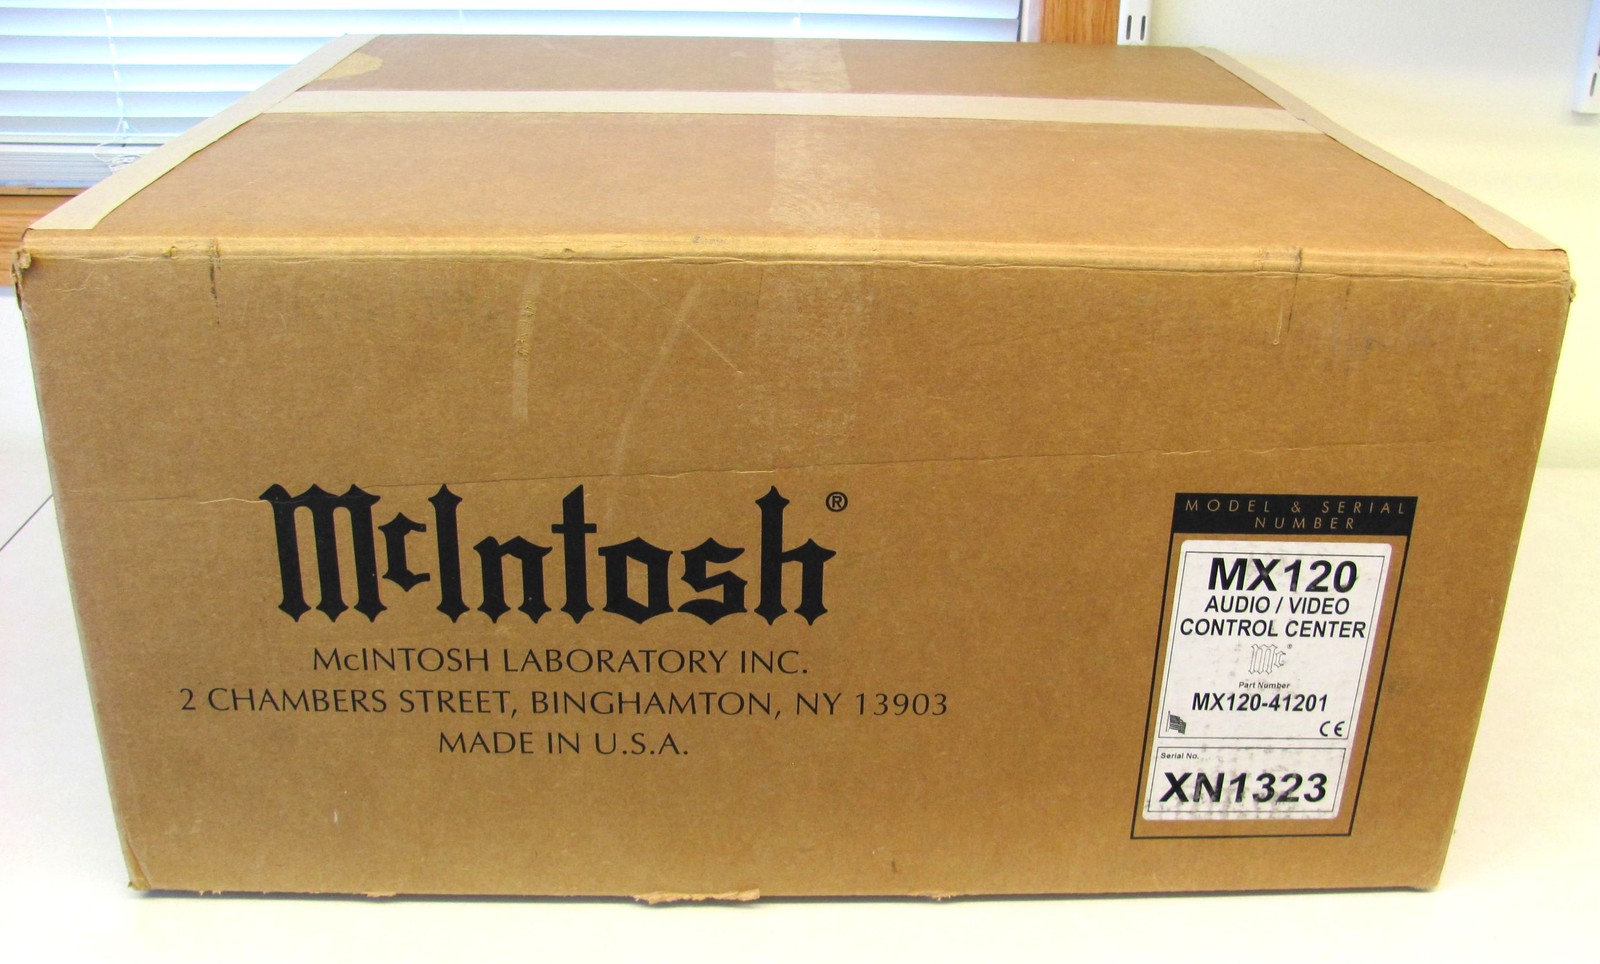 McIntosh®
McINTOSH LABORATORY INC.
2 CHAMBERS STREET, BINGHAMTON, NY 13903
MADE IN U.S.A.
MODEL & SERIAL
NUMBER
MX120
AUDIO / VIDEO
CONTROL CENTER
Mc®
Part Number
MX120-41201
CE
Serial No.
XN1323